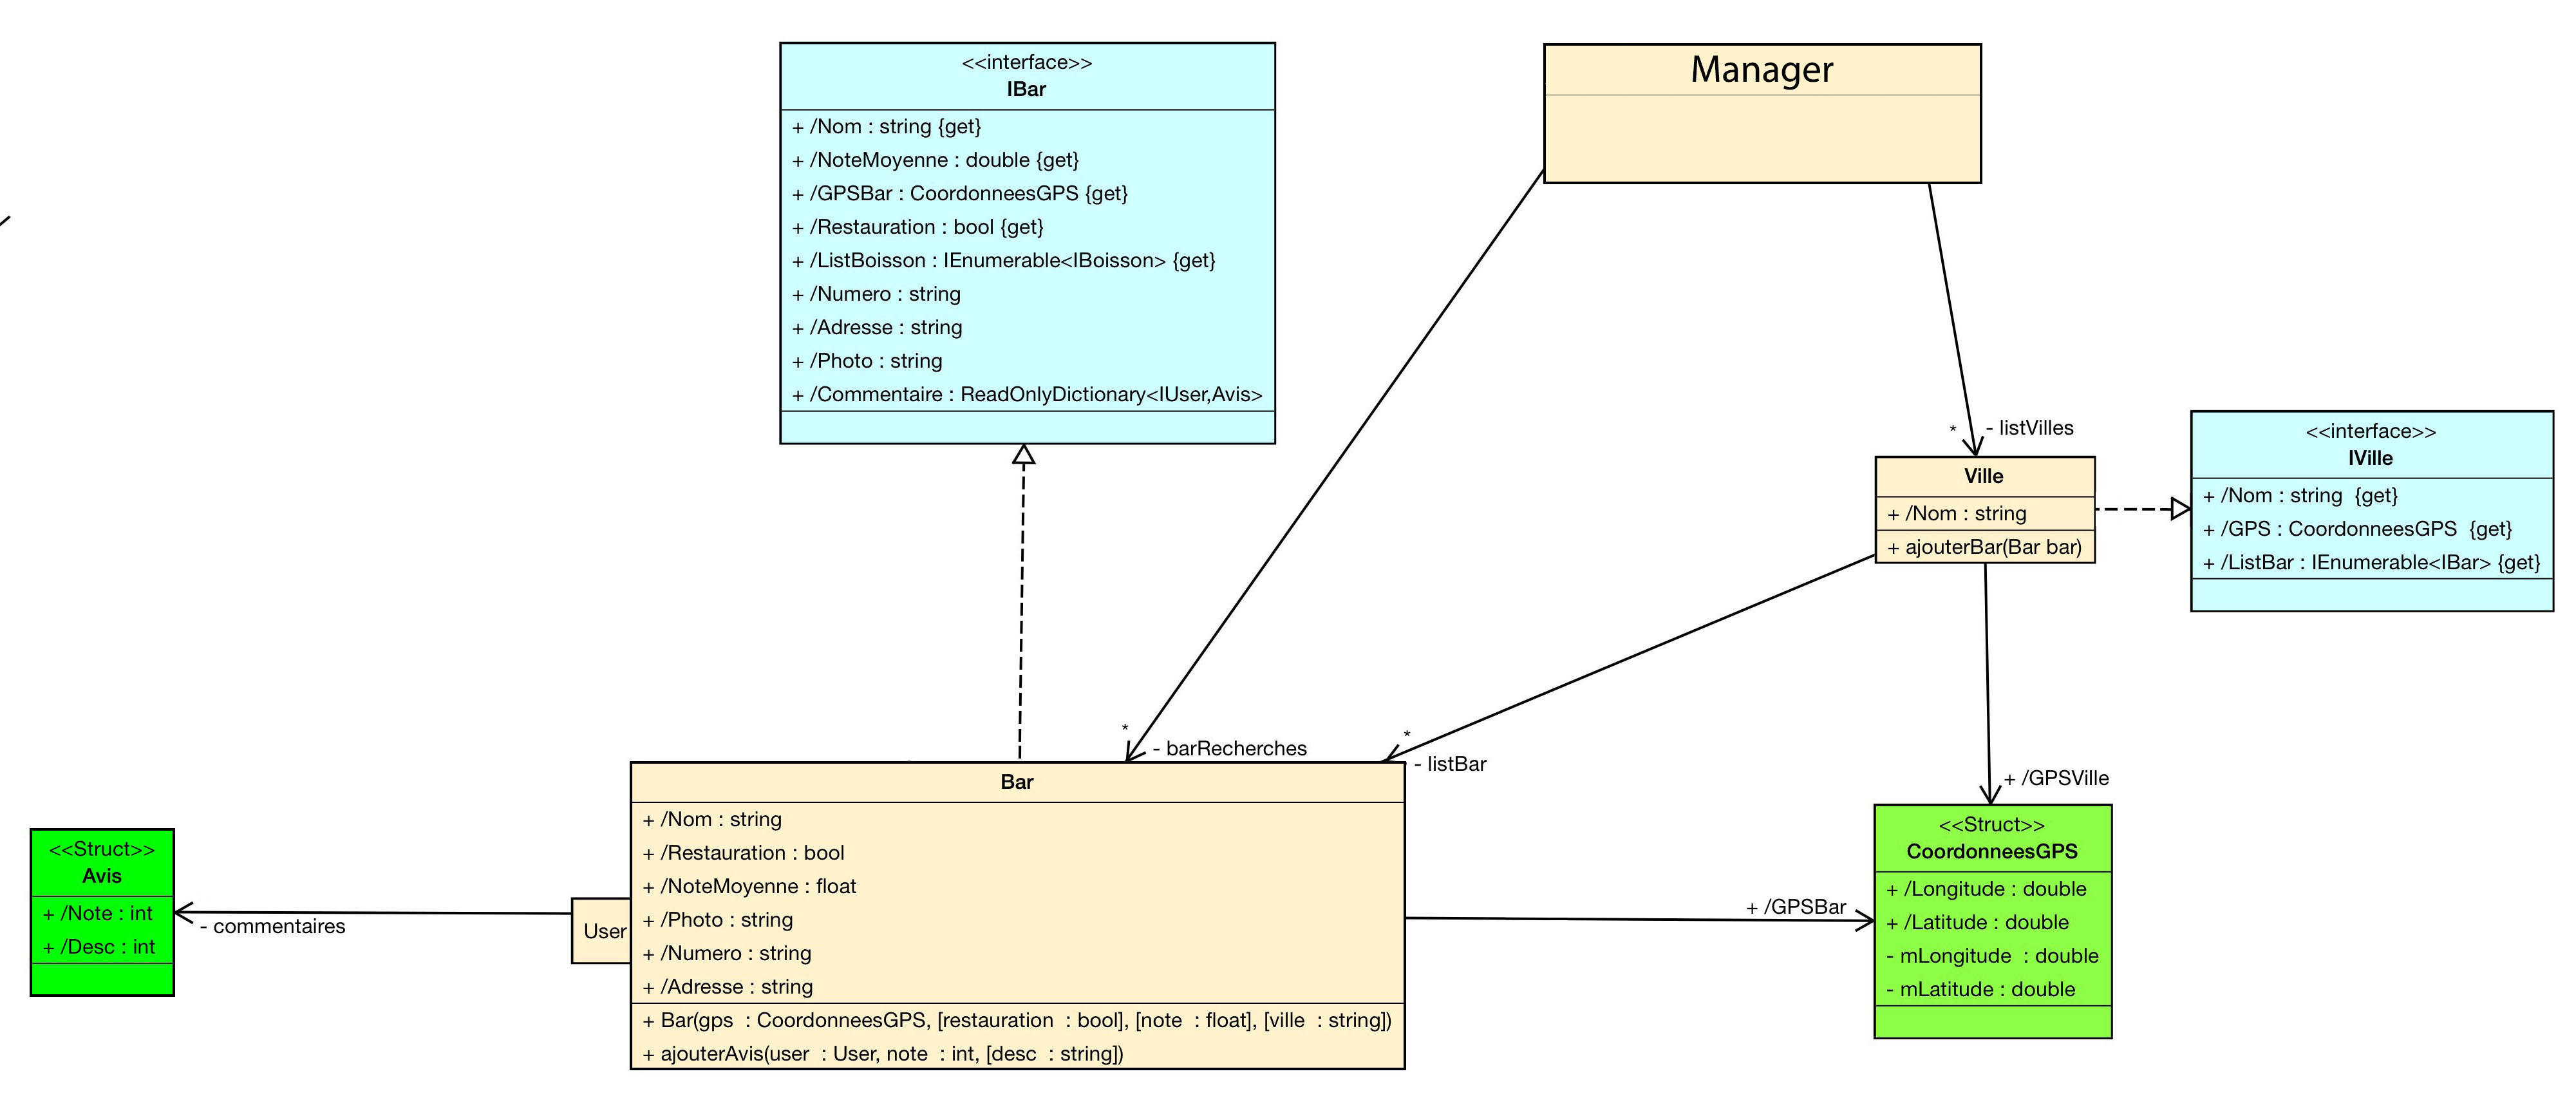 <<interface>>
IBar
+ /Nom : string {get}
+ /NoteMoyenne : double {get}
+ /GPSBar : CoordonneesGPS {get}
+ /Restauration : bool {get}
+ /ListBoisson : IEnumerable<IBoisson> {get}
+ /Numero : string
+ /Adresse : string
+ /Photo : string
+ /Commentaire : ReadOnlyDictionary<IUser,Avis>
Manager
* - listVilles
Ville
+ /Nom : string
+ ajouterBar(Bar bar)
<<interface>>
IVille
+ /Nom : string {get}
+ /GPS : CoordonneesGPS {get}
+ /ListBar : IEnumerable<IBar> {get}
*
- barRecherches
*
- listBar
+ /GPSVille
<<Struct>>
Avis
+ /Note : int
+ /Desc : int
- commentaires
User
Bar
+ /Nom : string
+ /Restauration : bool
+ /NoteMoyenne : float
+ /Photo : string
+ /Numero : string
+ /Adresse : string
+ Bar(gps : CoordonneesGPS, [restauration : bool], [note : float], [ville : string])
+ ajouterAvis(user : User, note : int, [desc : string])
+ /GPSBar
<<Struct>>
CoordonneesGPS
+ /Longitude : double
+ /Latitude : double
- mLongitude : double
- mLatitude : double